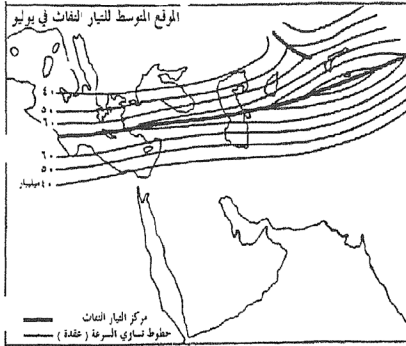 الموقع المتوسط للتيار النفاث في يوليو
٤٠
٥٠
٦٠
٦٠
٥٠
٤٠ ميليبار
مركز التيار النفاث
خطوط تساوي السرعة ( عقدة )